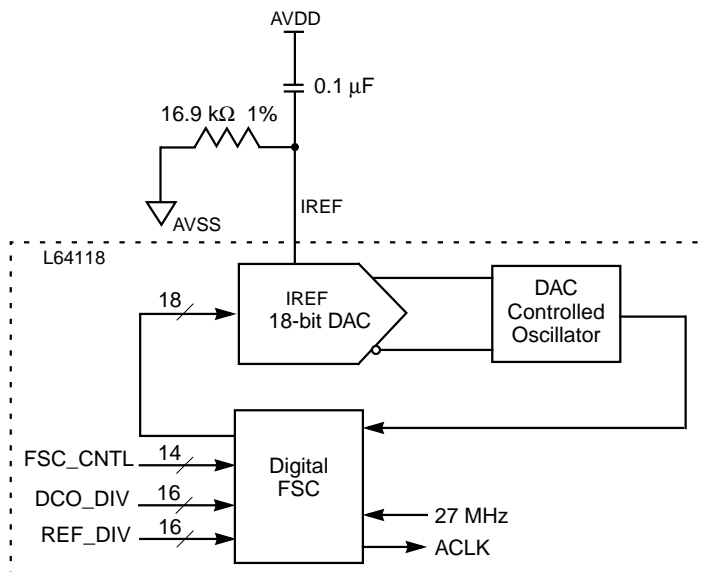 AVDD
0.1 μF
16.9 kΩ 1%
IREF
AVSS
L64118
18
IREF
18-bit DAC
DAC
Controlled
Oscillator
FSC_CNTL
14
DCO_DIV
16
REF_DIV
16
Digital
FSC
27 MHz
ACLK